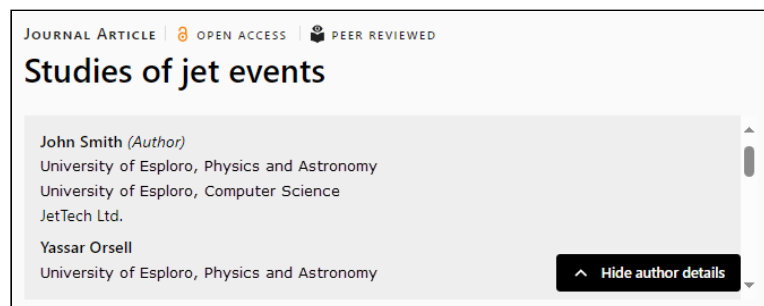 JOURNAL ARTICLE OPEN ACCESS PEER REVIEWED
Studies of jet events
John Smith (Author)
University of Esploro, Physics and Astronomy
University of Esploro, Computer Science
JetTech Ltd.
Yassar Orsell
University of Esploro, Physics and Astronomy
Hide author details